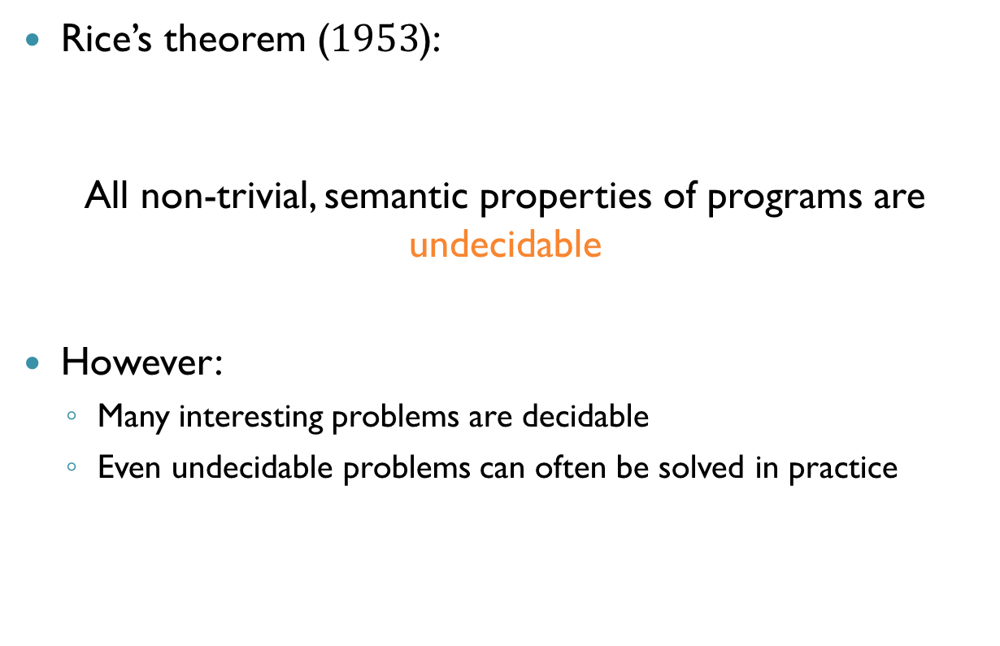 • Rice’s theorem (1953):
All non-trivial, semantic properties of programs are
undecidable
• However:
◦ Many interesting problems are decidable
◦ Even undecidable problems can often be solved in practice